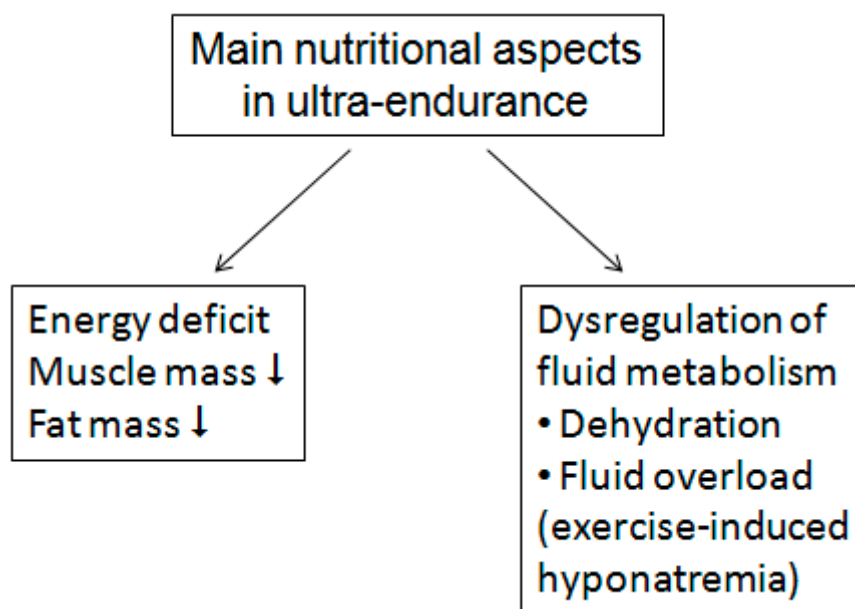 Main nutritional aspects
in ultra-endurance
Energy deficit
Muscle mass ↓
Fat mass ↓
Dysregulation of
fluid metabolism
• Dehydration
• Fluid overload
(exercise-induced
hyponatremia)